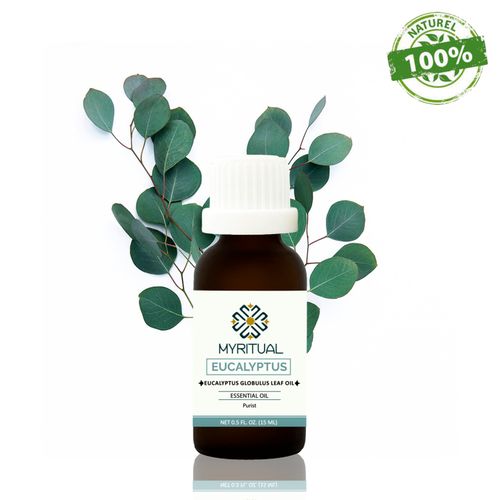 NATUREL
100%
MYRITUAL
EUCALYPTUS
EUCALYPTUS GLOBULUS LEAF OIL
ESSENTIAL OIL
Purist
NET 0.5 FL. OZ. (15 ML)